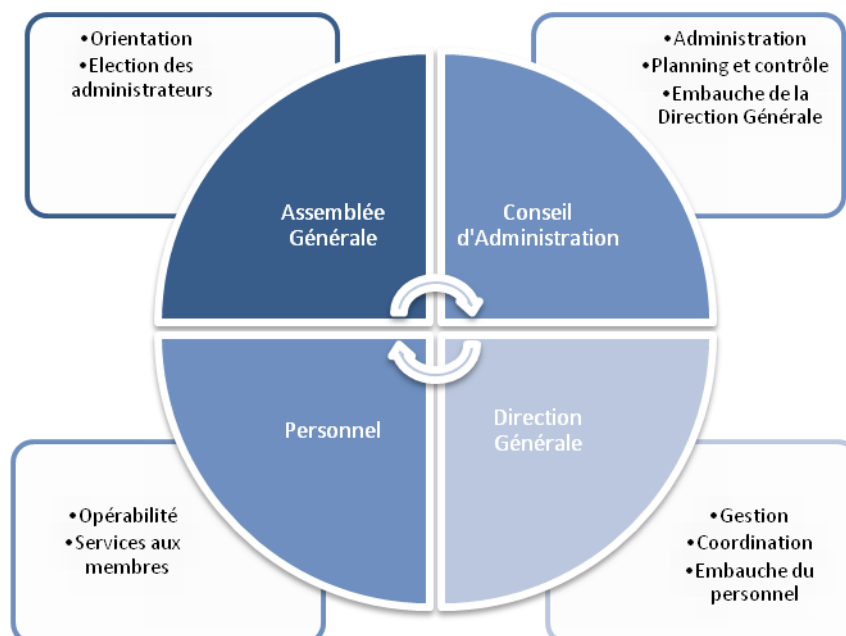 •Orientation
•Election des
administrateurs
•Administration
•Planning et contrôle
•Embauche de la
Direction Générale
Assemblée
Générale
Conseil
d'Administration
Personnel
Direction
Générale
•Opérabilité
•Services aux
membres
•Gestion
•Coordination
•Embauche du
personnel